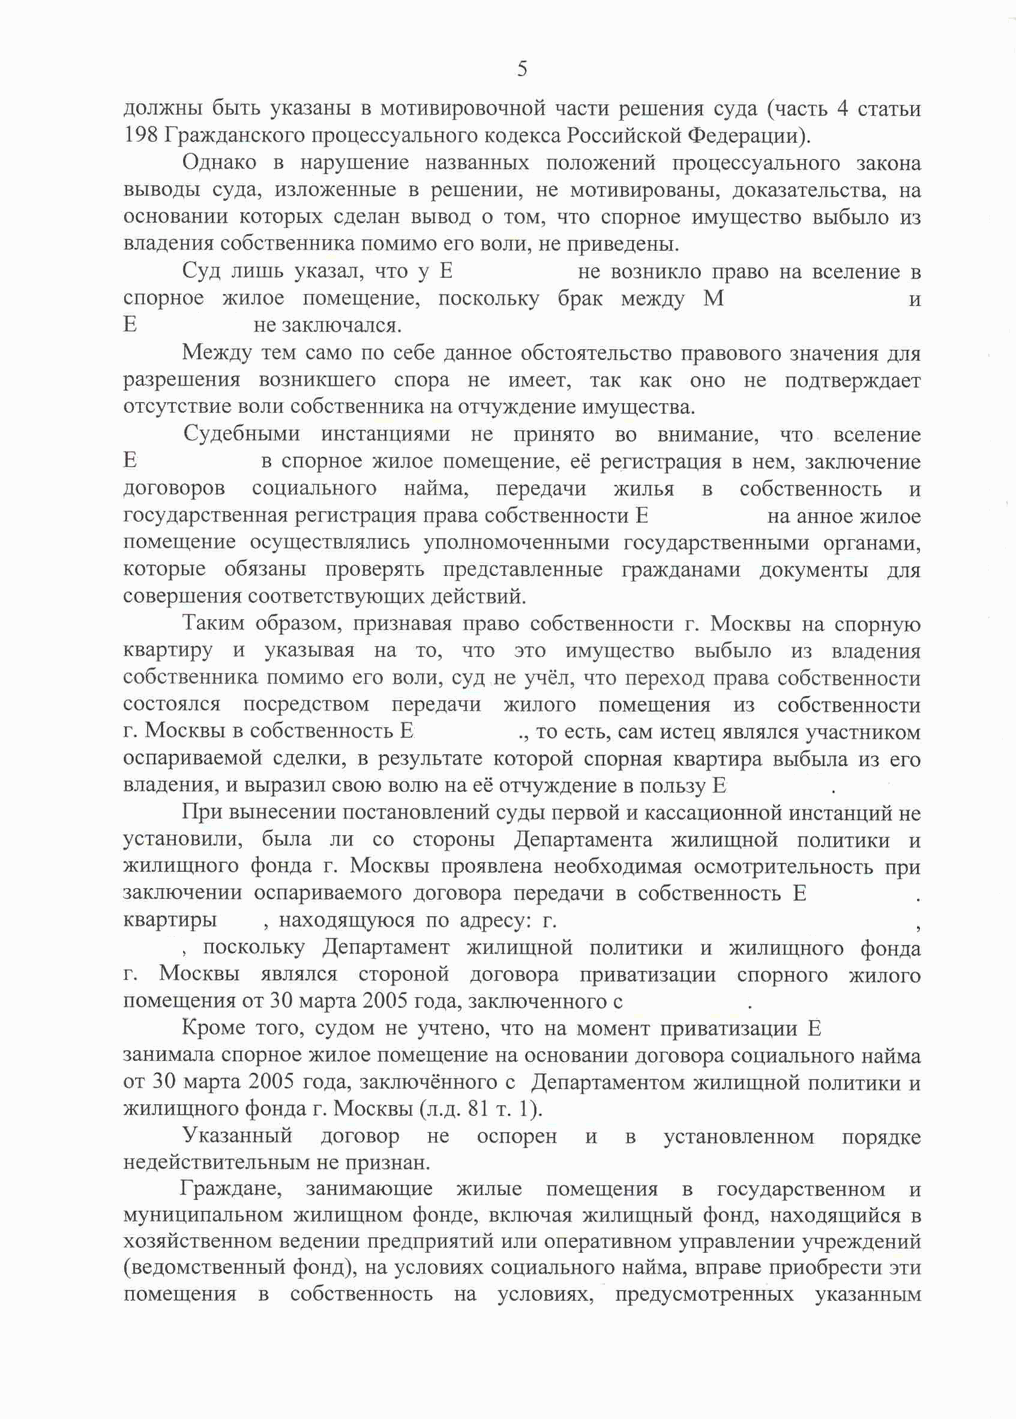 5
должны быть указаны в мотивировочной части решения суда (часть 4 статьи
198 Гражданского процессуального кодекса Российской Федерации).
Однако в нарушение названных положений процессуального закона
выводы суда, изложенные в решении, не мотивированы, доказательства, на
основании которых сделан вывод о том, что спорное имущество выбыло из
владения собственника помимо его воли, не приведены.
Суд лишь указал, что у Е не возникло право на вселение в
спорное жилое помещение, поскольку брак между М и
Е не заключался.
Между тем само по себе данное обстоятельство правового значения для
разрешения возникшего спора не имеет, так как оно не подтверждает
отсутствие воли собственника на отчуждение имущества.
Судебными инстанциями не принято во внимание, что вселение
Е в спорное жилое помещение, её регистрация в нем, заключение
договоров социального найма, передачи жилья в собственность и
государственная регистрация права собственности Е на анное жилое
помещение осуществлялись уполномоченными государственными органами,
которые обязаны проверять представленные гражданами документы для
совершения соответствующих действий.
Таким образом, признавая право собственности г. Москвы на спорную
квартиру и указывая на то, что это имущество выбыло из владения
собственника помимо его воли, суд не учёл, что переход права собственности
состоялся посредством передачи жилого помещения из собственности
г. Москвы в собственность Е ., то есть, сам истец являлся участником
оспариваемой сделки, в результате которой спорная квартира выбыла из его
владения, и выразил свою волю на её отчуждение в пользу Е .
При вынесении постановлений суды первой и кассационной инстанций не
установили, была ли со стороны Департамента жилищной политики и
жилищного фонда г. Москвы проявлена необходимая осмотрительность при
заключении оспариваемого договора передачи в собственность Е .
квартиры , находящуюся по адресу: г. ,
, поскольку Департамент жилищной политики и жилищного фонда
г. Москвы являлся стороной договора приватизации спорного жилого
помещения от 30 марта 2005 года, заключенного с .
Кроме того, судом не учтено, что на момент приватизации Е
занимала спорное жилое помещение на основании договора социального найма
от 30 марта 2005 года, заключённого с Департаментом жилищной политики и
жилищного фонда г. Москвы (л.д. 81 т. 1).
Указанный договор не оспорен и в установленном порядке
недействительным не признан.
Граждане, занимающие жилые помещения в государственном и
муниципальном жилищном фонде, включая жилищный фонд, находящийся в
хозяйственном ведении предприятий или оперативном управлении учреждений
(ведомственный фонд), на условиях социального найма, вправе приобрести эти
помещения в собственность на условиях, предусмотренных указанным